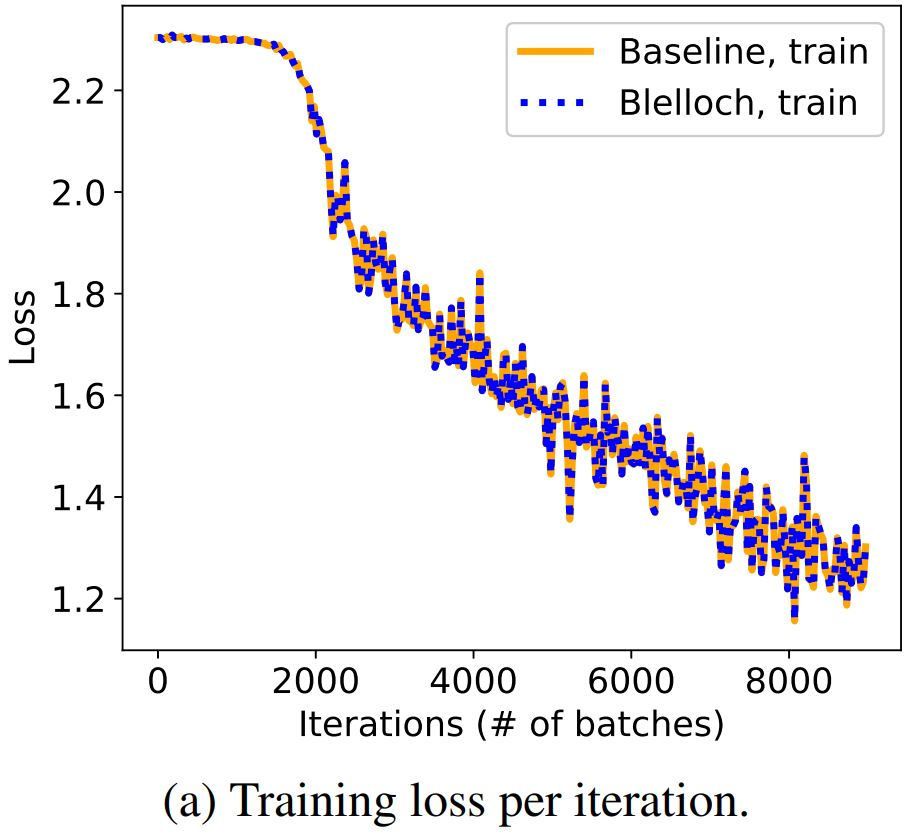 Baseline, train
Blelloch, train
2.2
2.0
1.8
1.6
1.4
1.2
Loss
0 2000 4000 6000 8000
Iterations (# of batches)
(a) Training loss per iteration.